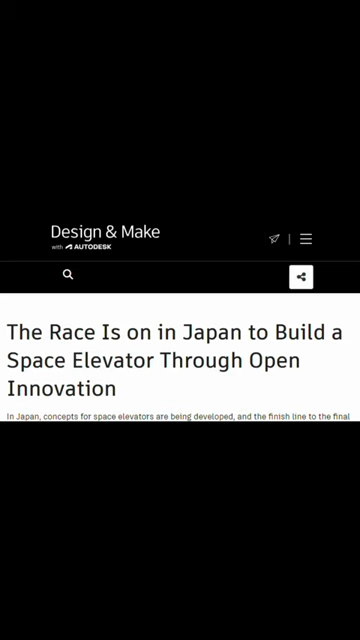 Design & Make
with AUTODESK
The Race Is on in Japan to Build a
Space Elevator Through Open
Innovation
In Japan, concepts for space elevators are being developed, and the finish line to the final